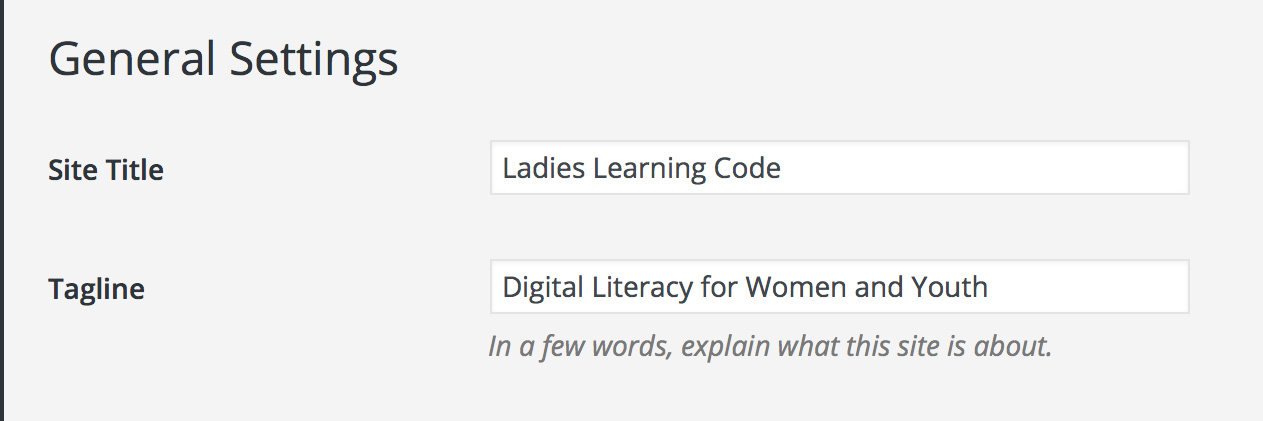 General Settings
Site Title
Ladies Learning Code
Tagline
Digital Literacy for Women and Youth
In a few words, explain what this site is about.